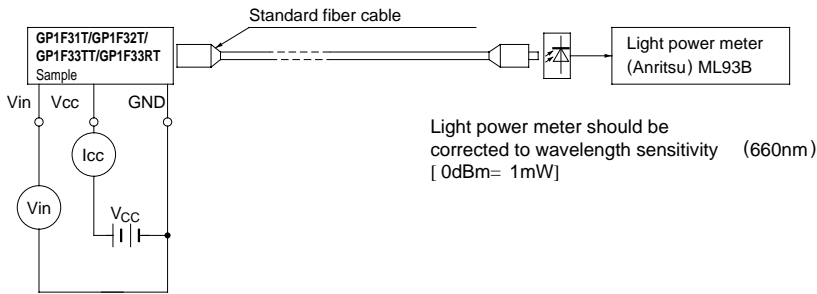 Standard fiber cable
GP1F31T/GP1F32T/
GP1F33TT/GP1F33RT
Sample
Light power meter
(Anritsu) ML93B
Vin Vcc GND
Light power meter should be
corrected to wavelength sensitivity (660nm)
[ 0dBm= 1mW]
Icc
Vin
VCC